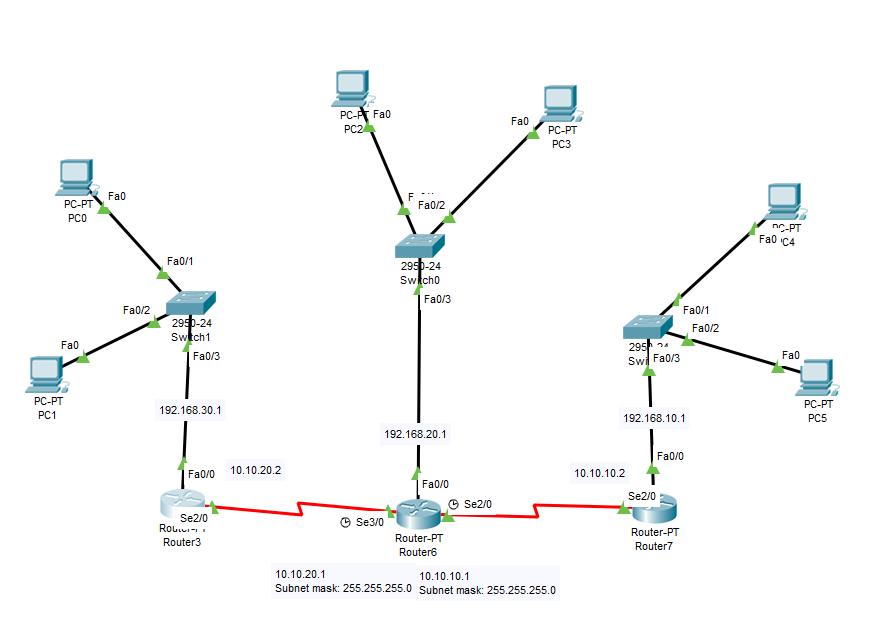 PC-PT
PC2
Fa0
Fa0
PC-PT
PC3
PC-PT
PC0
Fa0
Fa0/2
PC-PT
PC4
Fa0
Fa0/1
2950-24
Switch0
Fa0/3
Fa0/2
2950-24
Switch1
Fa0/3
Fa0
PC-PT
PC1
Fa0/1
Fa0/2
Fa0/3
Fa0
PC-PT
PC5
192.168.30.1
192.168.20.1
192.168.10.1
Fa0/0
10.10.20.2
Fa0/0
10.10.10.2
Fa0/0
Se2/0
Router3
Se3/0
Se2/0
Router-PT
Router6
Se2/0
Router-PT
Router7
10.10.20.1
Subnet mask: 255.255.255.0
10.10.10.1
Subnet mask: 255.255.255.0